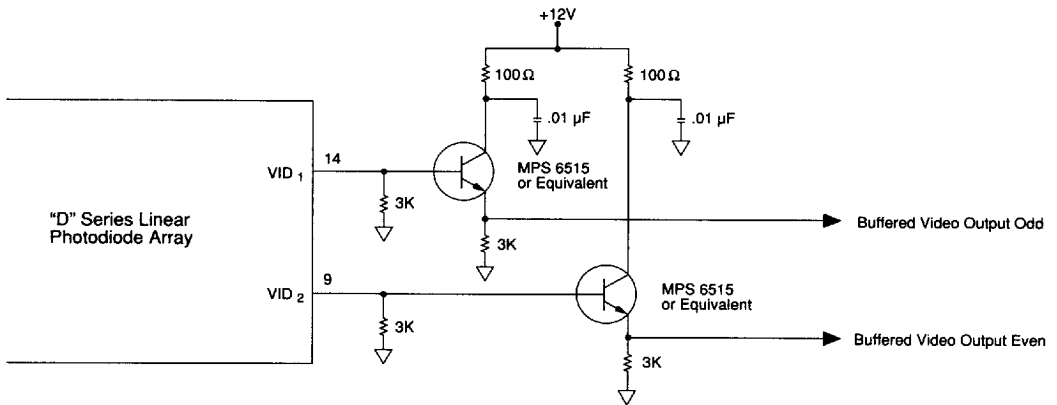 +12V
100Ω
100Ω
.01 µF
.01 µF
14
VID 1
MPS 6515
or Equivalent
3K
"D" Series Linear
Photodiode Array
Buffered Video Output Odd
3K
9
VID 2
MPS 6515
or Equivalent
3K
Buffered Video Output Even
3K